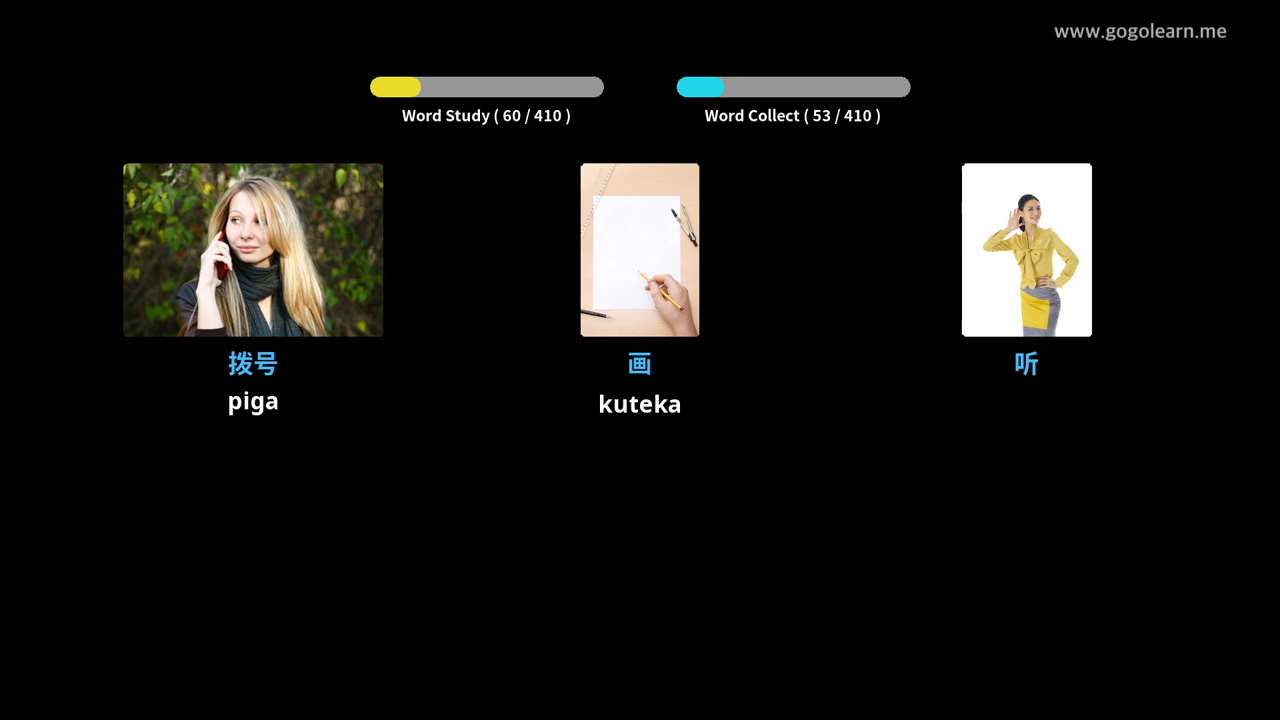 www.gogolearn.me
Word Study ( 60 / 410 )
Word Collect ( 53 / 410 )
拨号
画
听
piga
kuteka